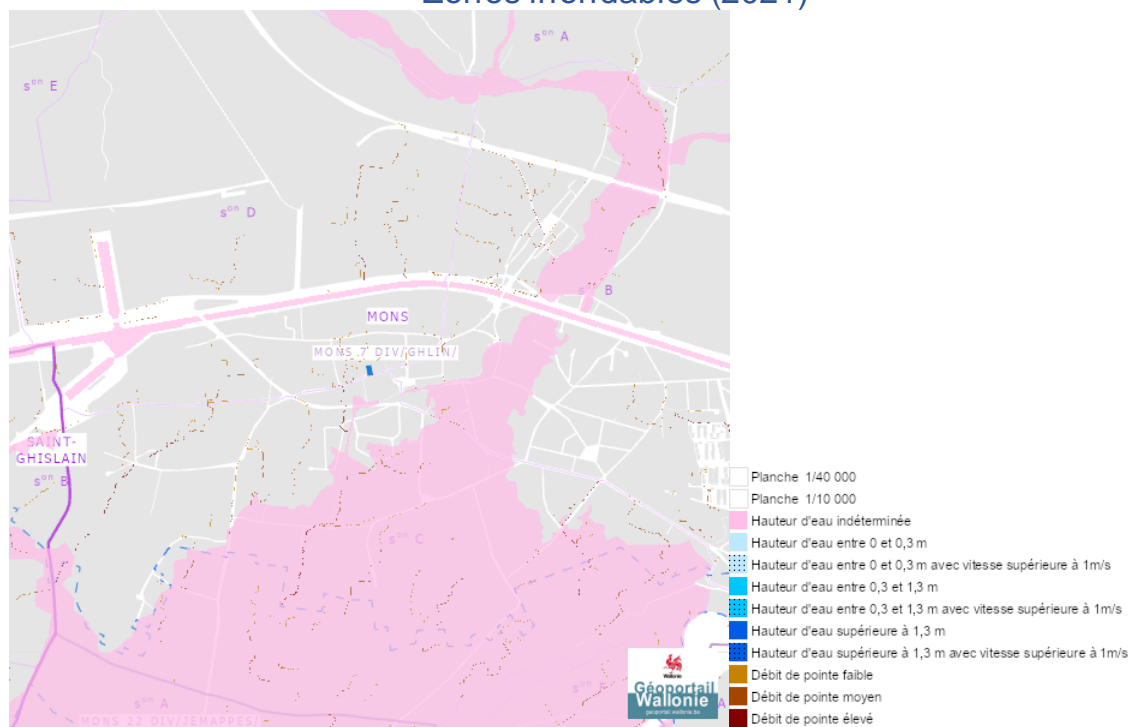 Zones inondables (2021)
sᵒⁿ A
sᵒⁿ E
sᵒⁿ D
sᵒⁿ B
MONS
MONS 7 DIV/GHLIN/
SAINT-
GHISLAIN
sᵒⁿ B
sᵒⁿ C
sᵒⁿ A
MONS 22 DIV/JEMAPPES/
Wallonie
Géoportail
Wallonie
geoportail.wallonie.be
A
Planche 1/40 000
Planche 1/10 000
Hauteur d'eau indéterminée
Hauteur d'eau entre 0 et 0,3 m
Hauteur d'eau entre 0 et 0,3 m avec vitesse supérieure à 1m/s
Hauteur d'eau entre 0,3 et 1,3 m
Hauteur d'eau entre 0,3 et 1,3 m avec vitesse supérieure à 1m/s
Hauteur d'eau supérieure à 1,3 m
Hauteur d'eau supérieure à 1,3 m avec vitesse supérieure à 1m/s
Débit de pointe faible
Débit de pointe moyen
Débit de pointe élevé